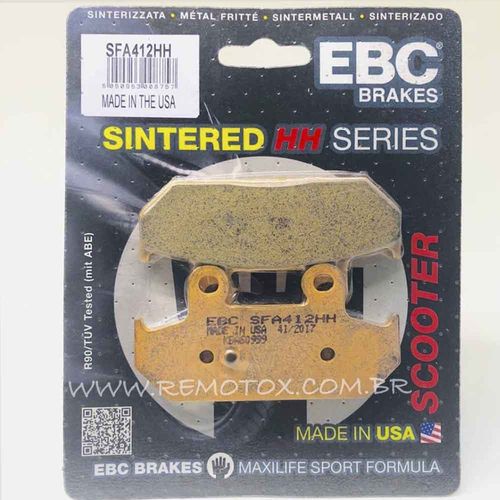 SINTERIZZATA • MÉTAL FRITTÉ • SINTERMETALL • SINTERIZADO
SFA412HH
MADE IN THE USA
EBC
BRAKES
SINTERED HH SERIES
R90/TÜV Tested (mit ABE)
EBC SFA412HH
MADE IN USA 41/2017
WWW.REMOTOX.COM.BR
SCOOTER
MADE IN USA
EBC BRAKES MAXILIFE SPORT FORMULA